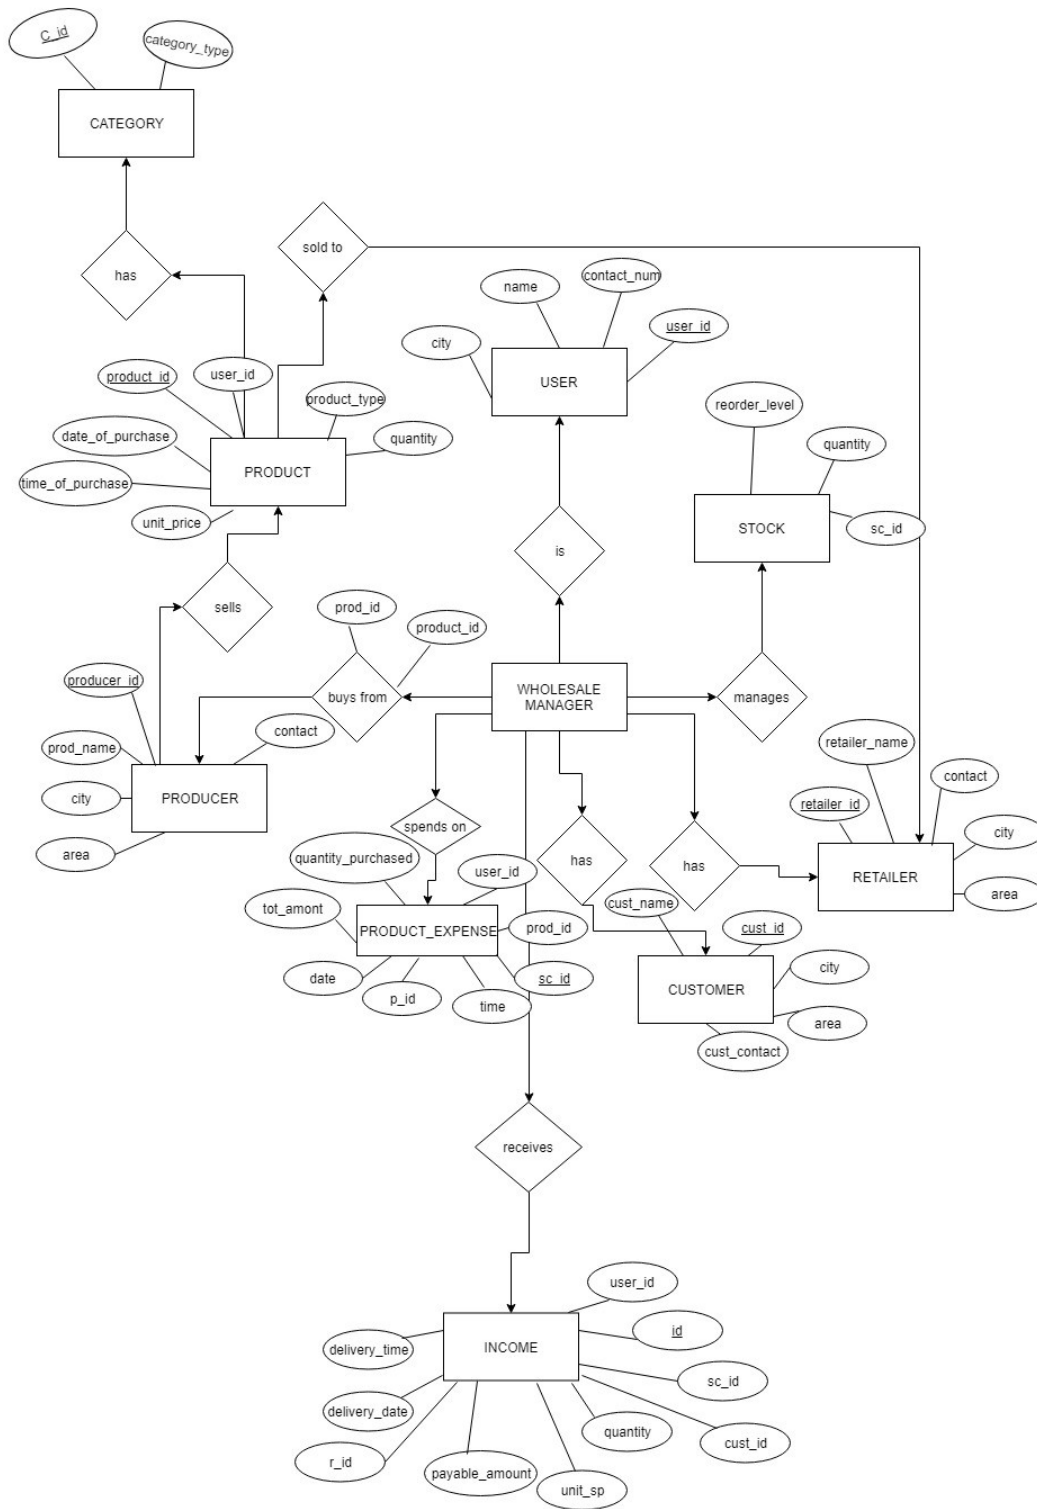 C_id
category_type
CATEGORY
has
sold to
name
contact_num
city
user_id
USER
product_id
user_id
product_type
date_of_purchase
quantity
time_of_purchase
PRODUCT
unit_price
reorder_level
quantity
STOCK
sc_id
is
sells
prod_id
product_id
producer_id
buys from
WHOLESALE
MANAGER
manages
prod_name
contact
city
PRODUCER
area
retailer_name
contact
retailer_id
city
RETAILER
area
spends on
has
has
quantity_purchased
user_id
tot_amont
PRODUCT_EXPENSE
prod_id
date
p_id
time
sc_id
cust_name
cust_id
city
CUSTOMER
area
cust_contact
receives
user_id
id
delivery_time
INCOME
sc_id
delivery_date
quantity
cust_id
r_id
payable_amount
unit_sp